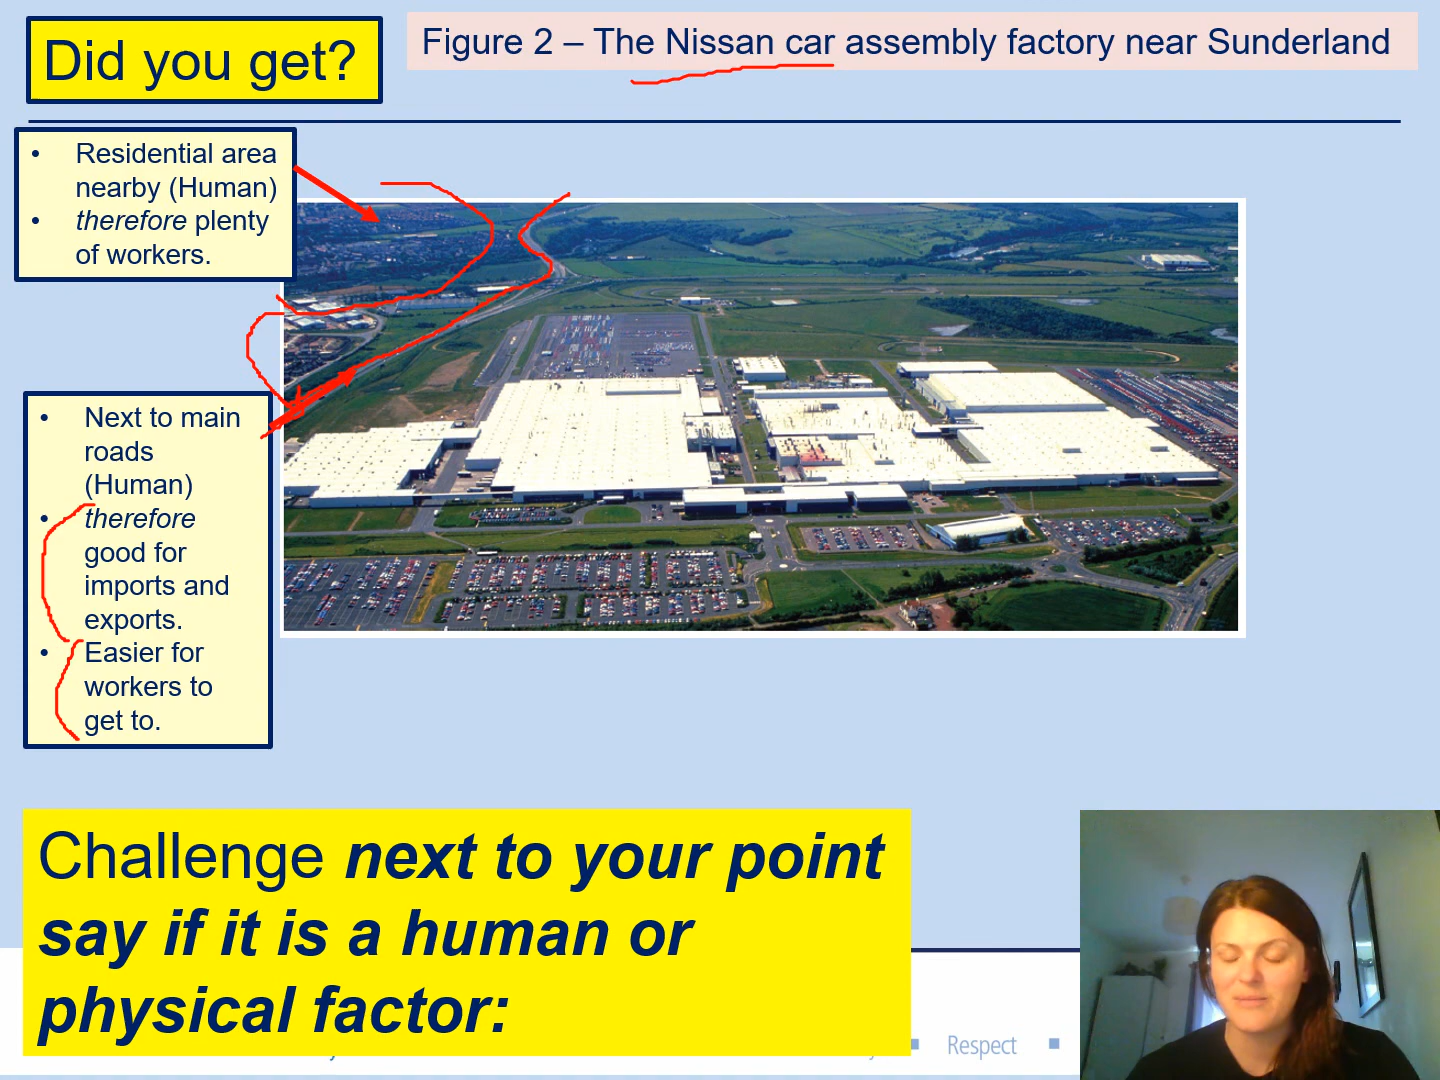 Did you get?
Figure 2 – The Nissan car assembly factory near Sunderland
• Residential area
nearby (Human)
• therefore plenty
of workers.
• Next to main
roads
(Human)
• therefore
good for
imports and
exports.
• Easier for
workers to
get to.
Challenge next to your point
say if it is a human or
physical factor:
Respect